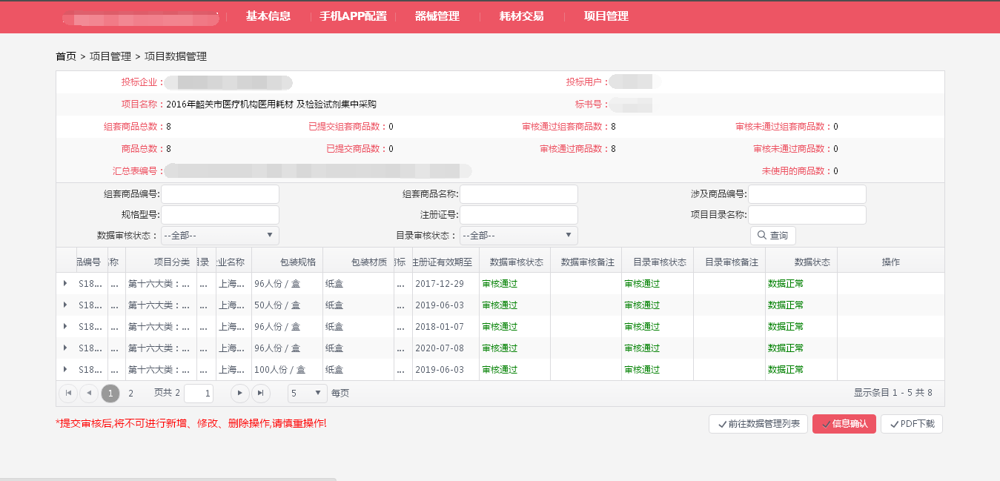 基本信息 手机APP配置 器械管理 耗材交易 项目管理
首页 > 项目管理 > 项目数据管理
投标企业： 投标用户：
项目名称：2016年韶关市医疗机构医用耗材 及检验试剂集中采购 标书号：
组套商品总数：8 已提交组套商品数：0 审核通过组套商品数：8 审核未通过组套商品数：0
商品总数：8 已提交商品数：0 审核通过商品数：8 审核未通过商品数：0
汇总表编号： 未使用的商品数：0
组套商品编号: 组套商品名称: 涉及商品编号:
规格型号: 注册证号: 项目目录名称:
数据审核状态： --全部-- 目录审核状态： --全部-- 查询
品编号 称 项目分类 目录 业名称 包装规格 包装材质 标 注册证有效期至 数据审核状态 数据审核备注 目录审核状态 目录审核备注 数据状态 操作
S18... ... 第十六大类：... ... 上海... 96人份 / 盒 纸盒 ... 2017-12-29 审核通过 审核通过 数据正常
S18... ... 第十六大类：... ... 上海... 50人份 / 盒 纸盒 ... 2019-06-03 审核通过 审核通过 数据正常
S18... ... 第十六大类：... ... 上海... 96人份 / 盒 纸盒 ... 2018-01-07 审核通过 审核通过 数据正常
S18... ... 第十六大类：... ... 上海... 96人份 / 盒 纸盒 ... 2020-07-08 审核通过 审核通过 数据正常
S18... ... 第十六大类：... ... 上海... 100人份 / 盒 纸盒 ... 2019-06-03 审核通过 审核通过 数据正常
1 2 页共 2 1 5 每页 显示条目 1 - 5 共 8
*提交审核后,将不可进行新增、修改、删除操作,请慎重操作! 前往数据管理列表 信息确认 PDF下载